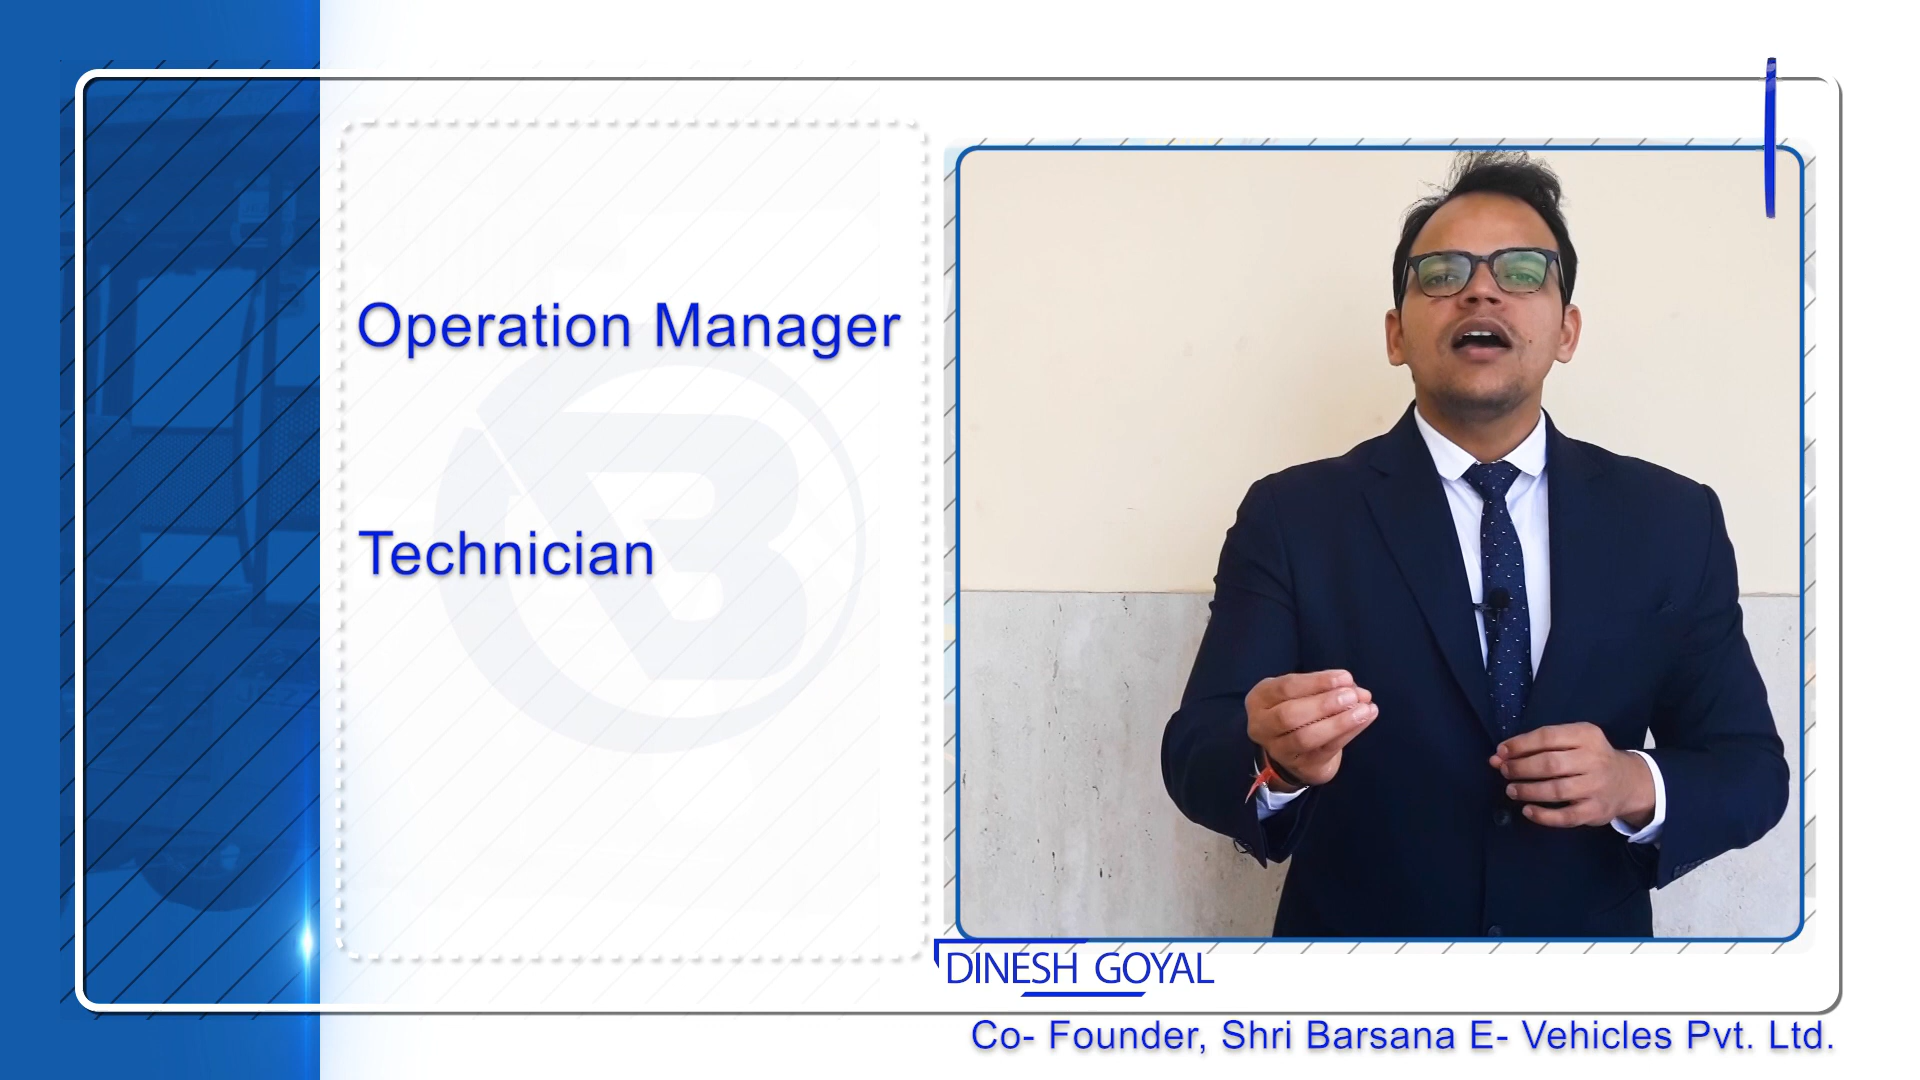 Operation Manager
Technician
DINESH GOYAL
Co- Founder, Shri Barsana E- Vehicles Pvt. Ltd.